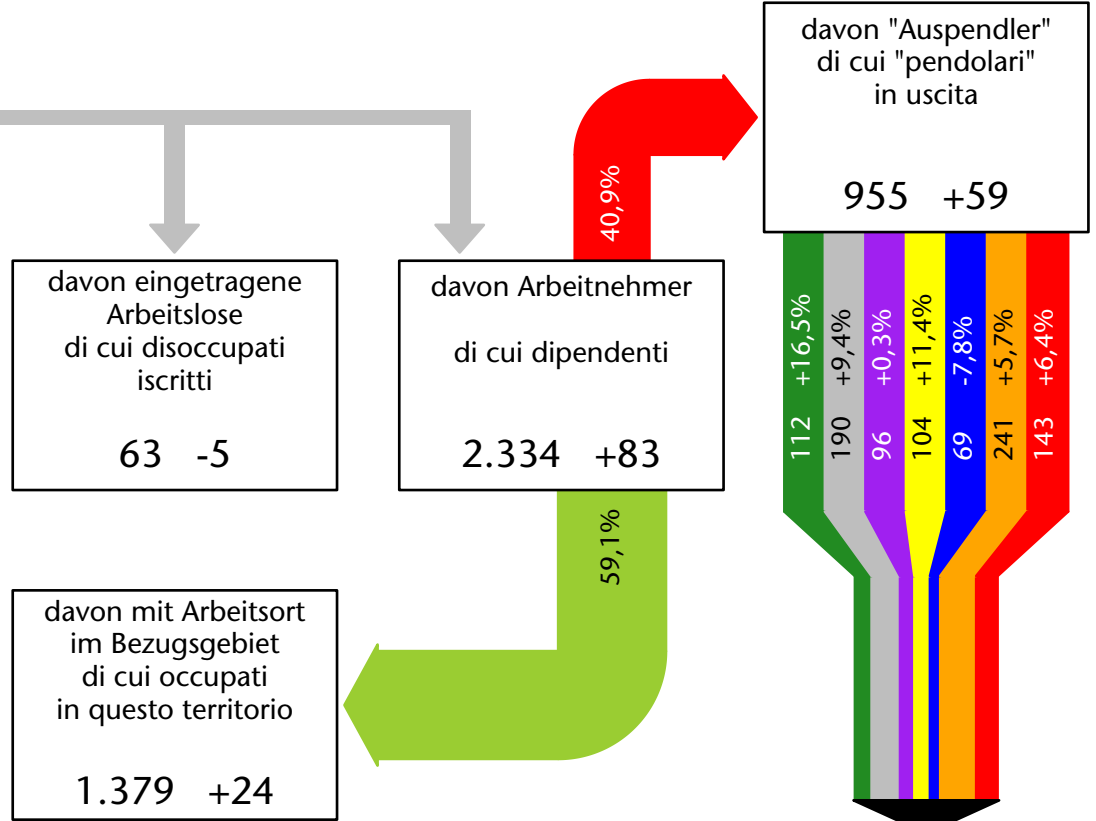 davon "Auspendler"
di cui "pendolari"
in uscita
955 +59
40,9%
davon eingetragene
Arbeitslose
di cui disoccupati
iscritti
63 -5
davon Arbeitnehmer
di cui dipendenti
2.334 +83
112 +16,5%
190 +9,4%
96 +0,3%
104 +11,4%
69 -7,8%
241 +5,7%
143 +6,4%
59,1%
davon mit Arbeitsort
im Bezugsgebiet
di cui occupati
in questo territorio
1.379 +24